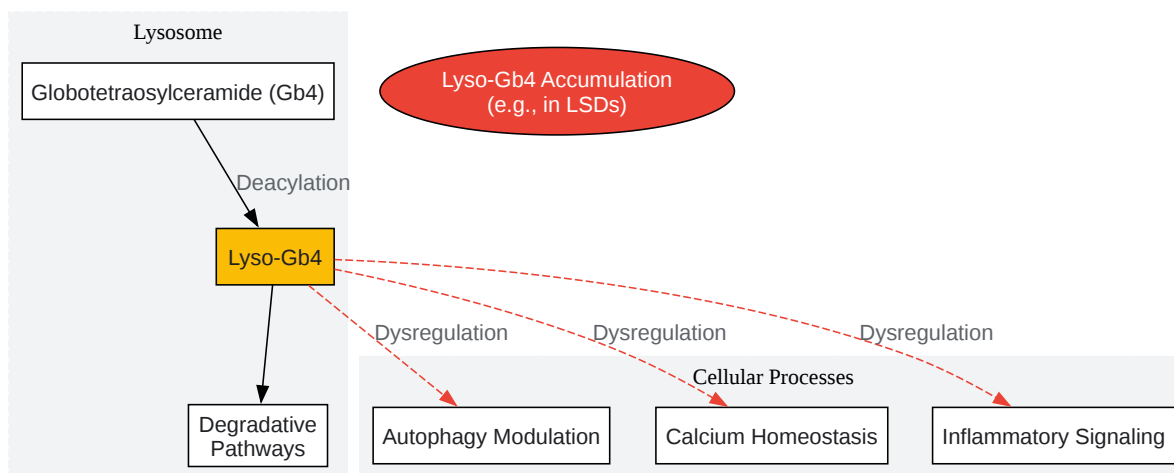 Lysosome
Globotetraosylceramide (Gb4)
Lyso-Gb4 Accumulation
(e.g., in LSDs)
Deacylation
Lyso-Gb4
Dysregulation
Dysregulation
Dysregulation
Cellular Processes
Degradative
Pathways
Autophagy Modulation
Calcium Homeostasis
Inflammatory Signaling